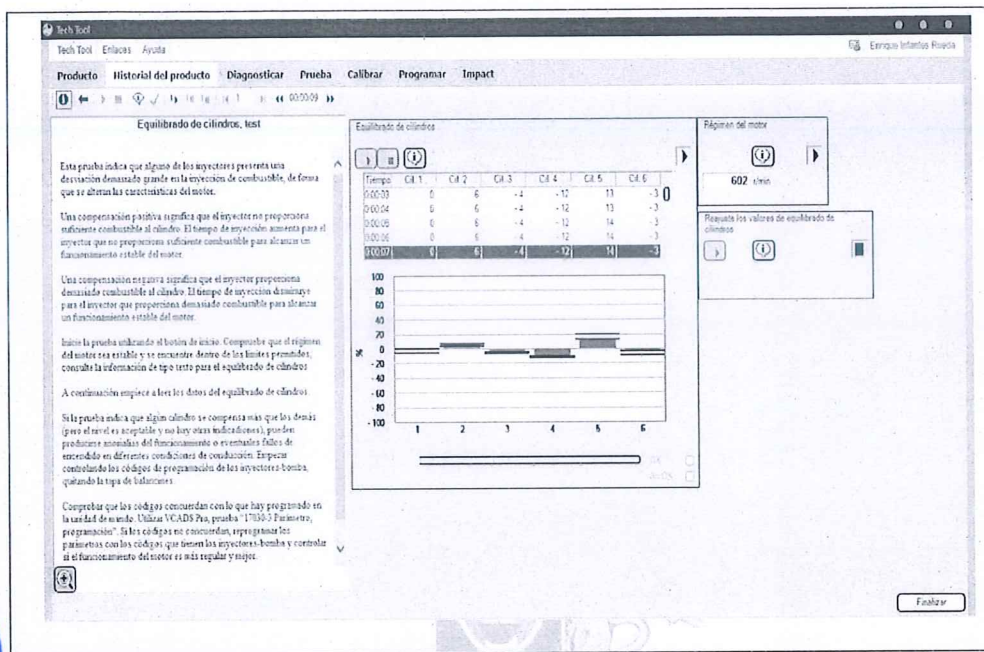 Tech Tool
Tech Tool Enlaces Ayuda
Enrique Infantes Rueda
Producto Historial del producto Diagnosticar Prueba Calibrar Programar Impact
1 00:00:09
Equilibrado de cilindros, test
Esta prueba indica que alguno de los inyectores presenta una
desviación demasiado grande en la inyección de combustible, de forma
que se alteran las características del motor.
Una compensación positiva significa que el inyector no proporciona
suficiente combustible al cilindro. El tiempo de inyección aumenta para el
inyector que no proporciona suficiente combustible para alcanzar un
funcionamiento estable del motor.
Una compensación negativa significa que el inyector proporciona
demasiado combustible al cilindro. El tiempo de inyección disminuye
para el inyector que proporciona demasiado combustible para alcanzar
un funcionamiento estable del motor.
Inicie la prueba utilizando el botón de inicio. Compruebe que el régimen
del motor sea estable y se encuentre dentro de los límites permitidos,
consulte la información de tipo texto para el equilibrado de cilindros
A continuación empiece a leer los datos del equilibrado de cilindros.
Si la prueba indica que algún cilindro se compensa más que los demás
(pero el nivel es aceptable y no hay otras indicaciones), pueden
producirse anomalías del funcionamiento o eventuales fallos de
encendido en diferentes condiciones de conducción. Empezar
controlando los códigos de programación de los inyectores-bomba,
quitando la tapa de balancines.
Comprobar que los códigos concuerdan con lo que hay programado en
la unidad de mando. Utilizar VCADS Pro, prueba "17030-3 Parámetro,
programación". Si los códigos no concuerdan, reprogramar los
parámetros con los códigos que tienen los inyectores-bomba y controlar
si el funcionamiento del motor es más regular y mejor.
Equilibrado de cilindros
Tiempo Cil. 1 Cil. 2 Cil. 3 Cil. 4 Cil. 5 Cil. 6
0:00:03 0 6 -4 -12 13 -3
0:00:04 0 6 -4 -12 13 -3
0:00:05 0 6 -4 -12 13 -3
0:00:06 0 6 -4 -12 14 -3
0:00:07 0 6 -4 -12 14 -3
100
80
60
40
20
0
-20
-40
-60
-80
-100
%
1 2 3 4 5 6
Régimen del motor
602 r/min
Reajuste los valores de equilibrado de
cilindros
Finalizar